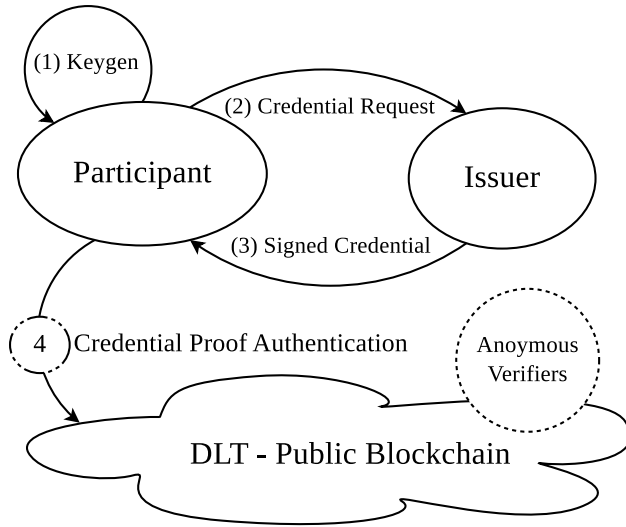 (1) Keygen
(2) Credential Request
Participant
Issuer
(3) Signed Credential
4 Credential Proof Authentication
Anoymous
Verifiers
DLT - Public Blockchain